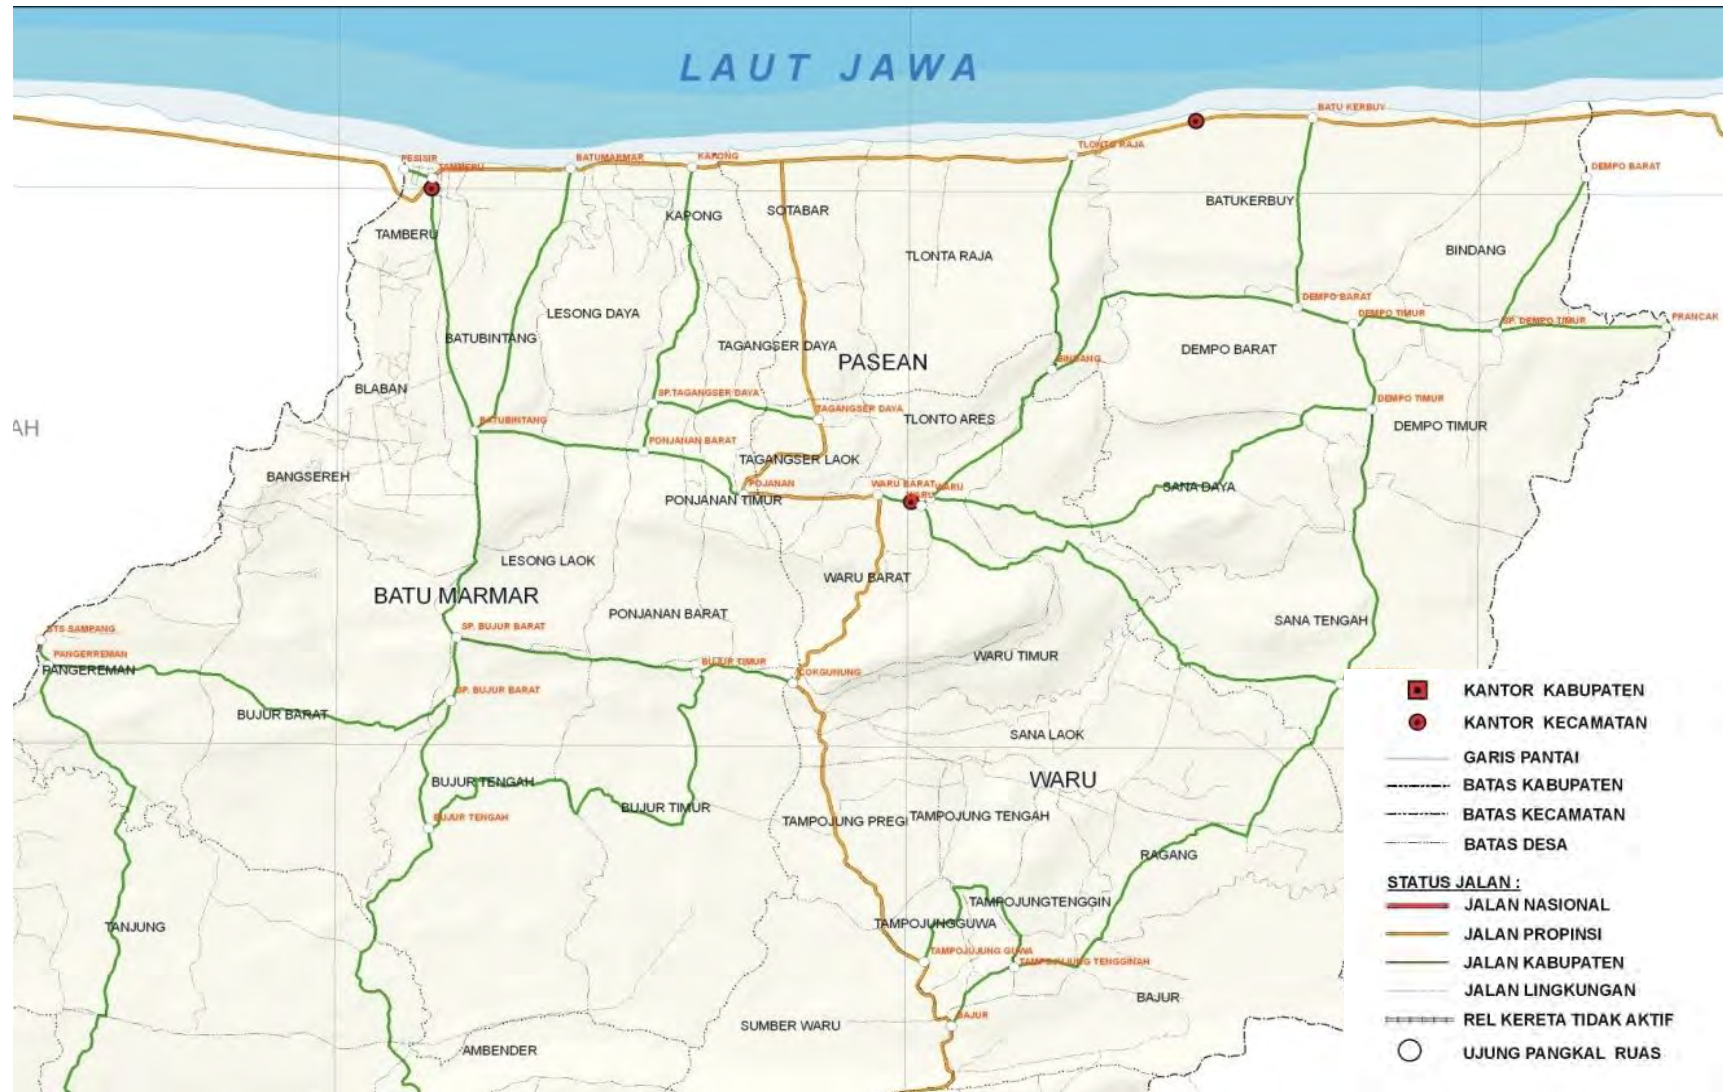 LAUT JAWA
BATU KERBUY
TLONTO RAJA
PESISIR
TAMBERU
BATUMARMAR
KAPONG
DEMPO BARAT
BATUKERBUY
KAPONG
SOTABAR
TAMBERU
BINDANG
TLONTA RAJA
DEMPO BARAT
LESONG DAYA
DEMPO TIMUR
SP. DEMPO TIMUR
PRANCAK
BATUBINTANG
TAGANGSER DAYA
PASEAN
BINDANG
DEMPO BARAT
BLABAN
SP.TAGANGSER DAYA
TAGANGSER DAYA
DEMPO TIMUR
AH
BATUBINTANG
TLONTO ARES
DEMPO TIMUR
PONJANAN BARAT
TAGANGSER LAOK
BANGSEREH
POJANAN
WARU BARAT
WARU
WARU
SANA DAYA
PONJANAN TIMUR
LESONG LAOK
WARU BARAT
BATU MARMAR
PONJANAN BARAT
SANA TENGAH
STS SAMPANG
SP. BUJUR BARAT
PANGERREMAN
PANGEREMAN
BUJUR TIMUR
COKGUNUNG
WARU TIMUR
SP. BUJUR BARAT
BUJUR BARAT
SANA LAOK
BUJUR TENGAH
WARU
BUJUR TIMUR
BUJUR TENGAH
TAMPOJUNG PREGI
TAMPOJUNG TENGAH
RAGANG
TAMPOJUNGTENGGIN
TANJUNG
TAMPOJUNGGUWA
TAMPOJUJUNG GUWA
TAMPOJUJUNG TENGGINAH
BAJUR
BAJUR
SUMBER WARU
AMBENDER
KANTOR KABUPATEN
KANTOR KECAMATAN
GARIS PANTAI
BATAS KABUPATEN
BATAS KECAMATAN
BATAS DESA
STATUS JALAN :
JALAN NASIONAL
JALAN PROPINSI
JALAN KABUPATEN
JALAN LINGKUNGAN
REL KERETA TIDAK AKTIF
UJUNG PANGKAL RUAS